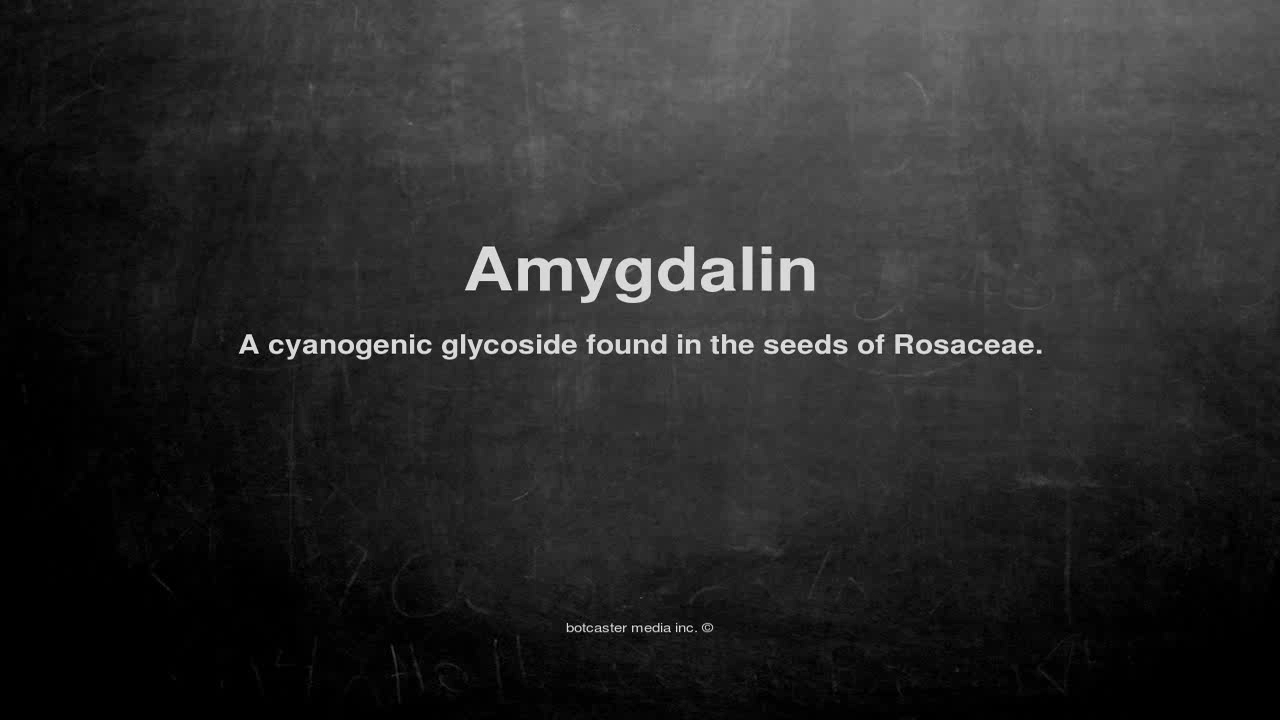 Amygdalin
A cyanogenic glycoside found in the seeds of Rosaceae.
botcaster media inc. ©